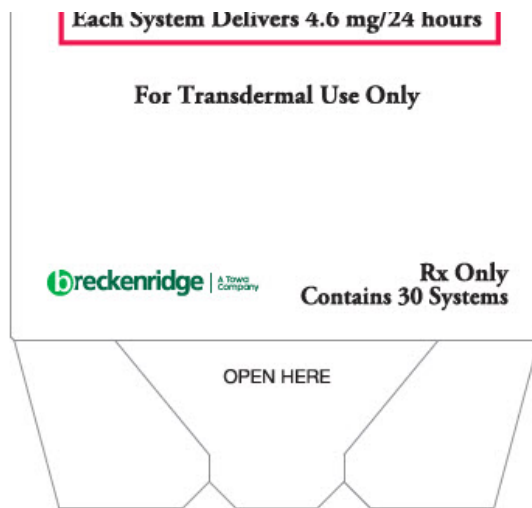 Each System Delivers 4.6 mg/24 hours
For Transdermal Use Only
breckenridge | A Towa Company
Rx Only
Contains 30 Systems
OPEN HERE